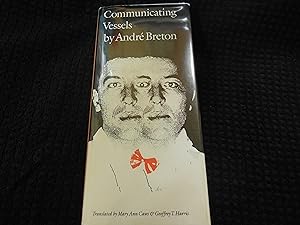 Communicating
Vessels
by André Breton
Translated by Mary Ann Caws & Geoffrey T. Harris